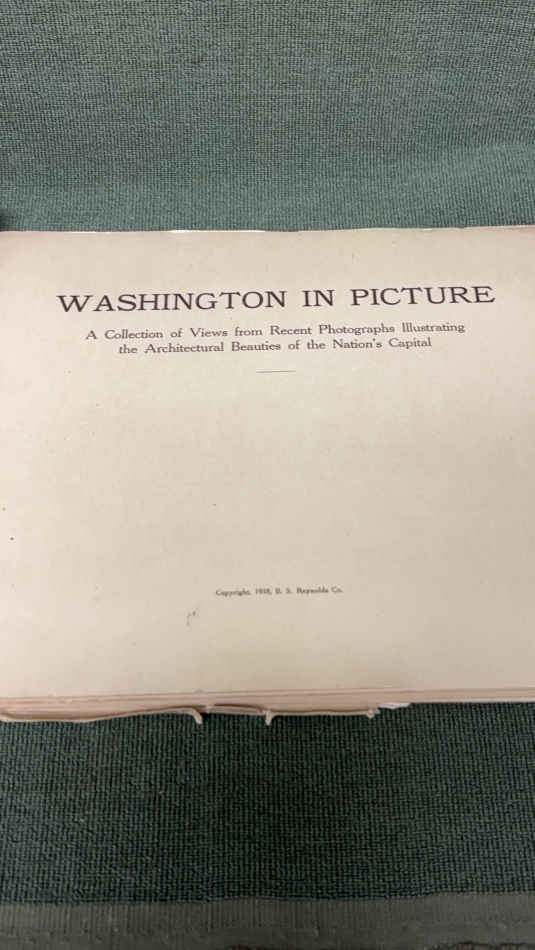 WASHINGTON IN PICTURE
A Collection of Views from Recent Photographs Illustrating
the Architectural Beauties of the Nation's Capital
Copyright, S. Reynolds Co.